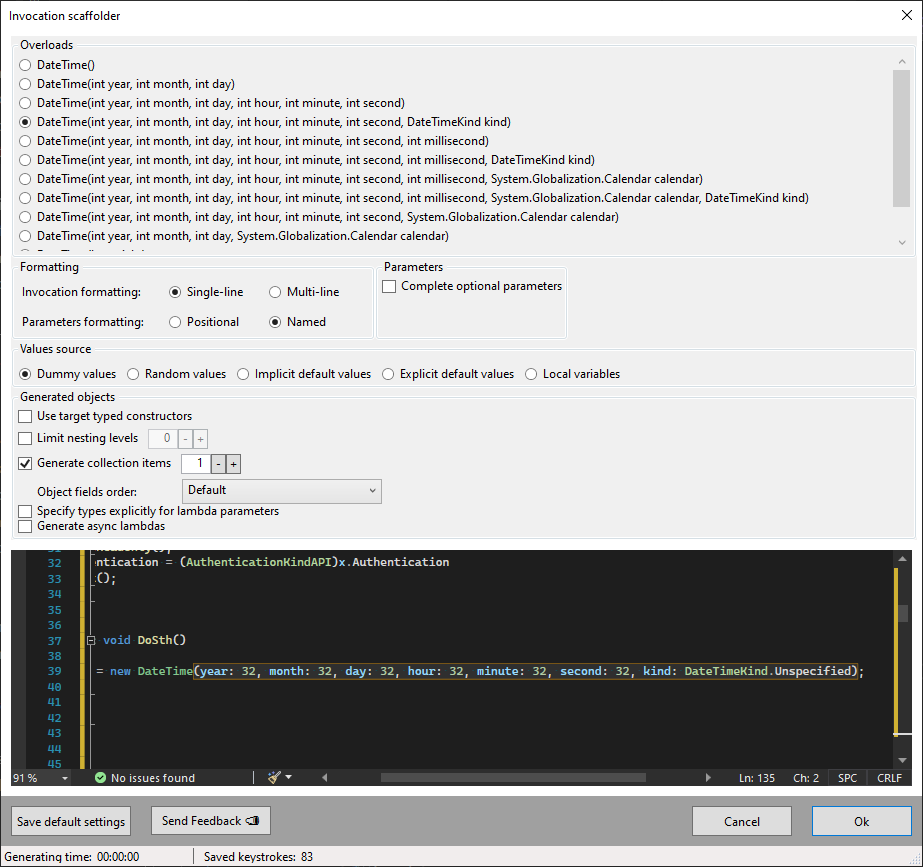 Invocation scaffolder
Overloads
DateTime()
DateTime(int year, int month, int day)
DateTime(int year, int month, int day, int hour, int minute, int second)
DateTime(int year, int month, int day, int hour, int minute, int second, DateTimeKind kind)
DateTime(int year, int month, int day, int hour, int minute, int second, int millisecond)
DateTime(int year, int month, int day, int hour, int minute, int second, int millisecond, DateTimeKind kind)
DateTime(int year, int month, int day, int hour, int minute, int second, int millisecond, System.Globalization.Calendar calendar)
DateTime(int year, int month, int day, int hour, int minute, int second, int millisecond, System.Globalization.Calendar calendar, DateTimeKind kind)
DateTime(int year, int month, int day, int hour, int minute, int second, System.Globalization.Calendar calendar)
DateTime(int year, int month, int day, System.Globalization.Calendar calendar)
Formatting
Invocation formatting: Single-line Multi-line
Parameters formatting: Positional Named
Parameters
Complete optional parameters
Values source
Dummy values Random values Implicit default values Explicit default values Local variables
Generated objects
Use target typed constructors
Limit nesting levels 0 - +
Generate collection items 1 - +
Object fields order: Default
Specify types explicitly for lambda parameters
Generate async lambdas
32 ntication = (AuthenticationKindAPI)x.Authentication
33 ();
34
35
36
37 void DoSth()
38
39 = new DateTime(year: 32, month: 32, day: 32, hour: 32, minute: 32, second: 32, kind: DateTimeKind.Unspecified);
40
41
42
43
44
45
91 % No issues found Ln: 135 Ch: 2 SPC CRLF
Save default settings Send Feedback Cancel Ok
Generating time: 00:00:00 Saved keystrokes: 83